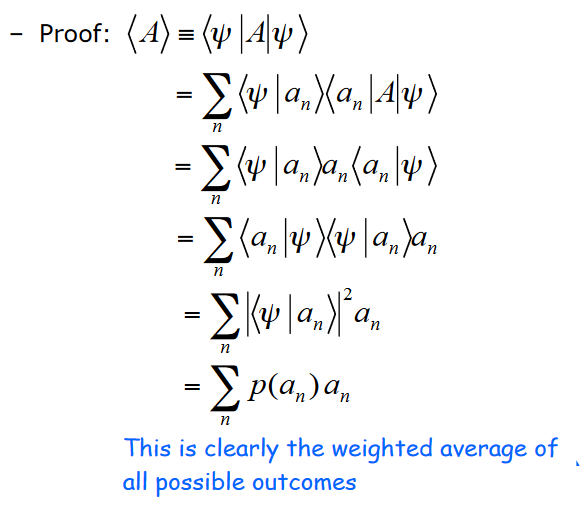 – Proof: ⟨A⟩ ≡ ⟨ψ|A|ψ⟩
= ∑ₙ ⟨ψ|aₙ⟩⟨aₙ|A|ψ⟩
= ∑ₙ ⟨ψ|aₙ⟩aₙ⟨aₙ|ψ⟩
= ∑ₙ ⟨aₙ|ψ⟩⟨ψ|aₙ⟩aₙ
= ∑ₙ |⟨ψ|aₙ⟩|² aₙ
= ∑ₙ p(aₙ) aₙ
This is clearly the weighted average of
all possible outcomes